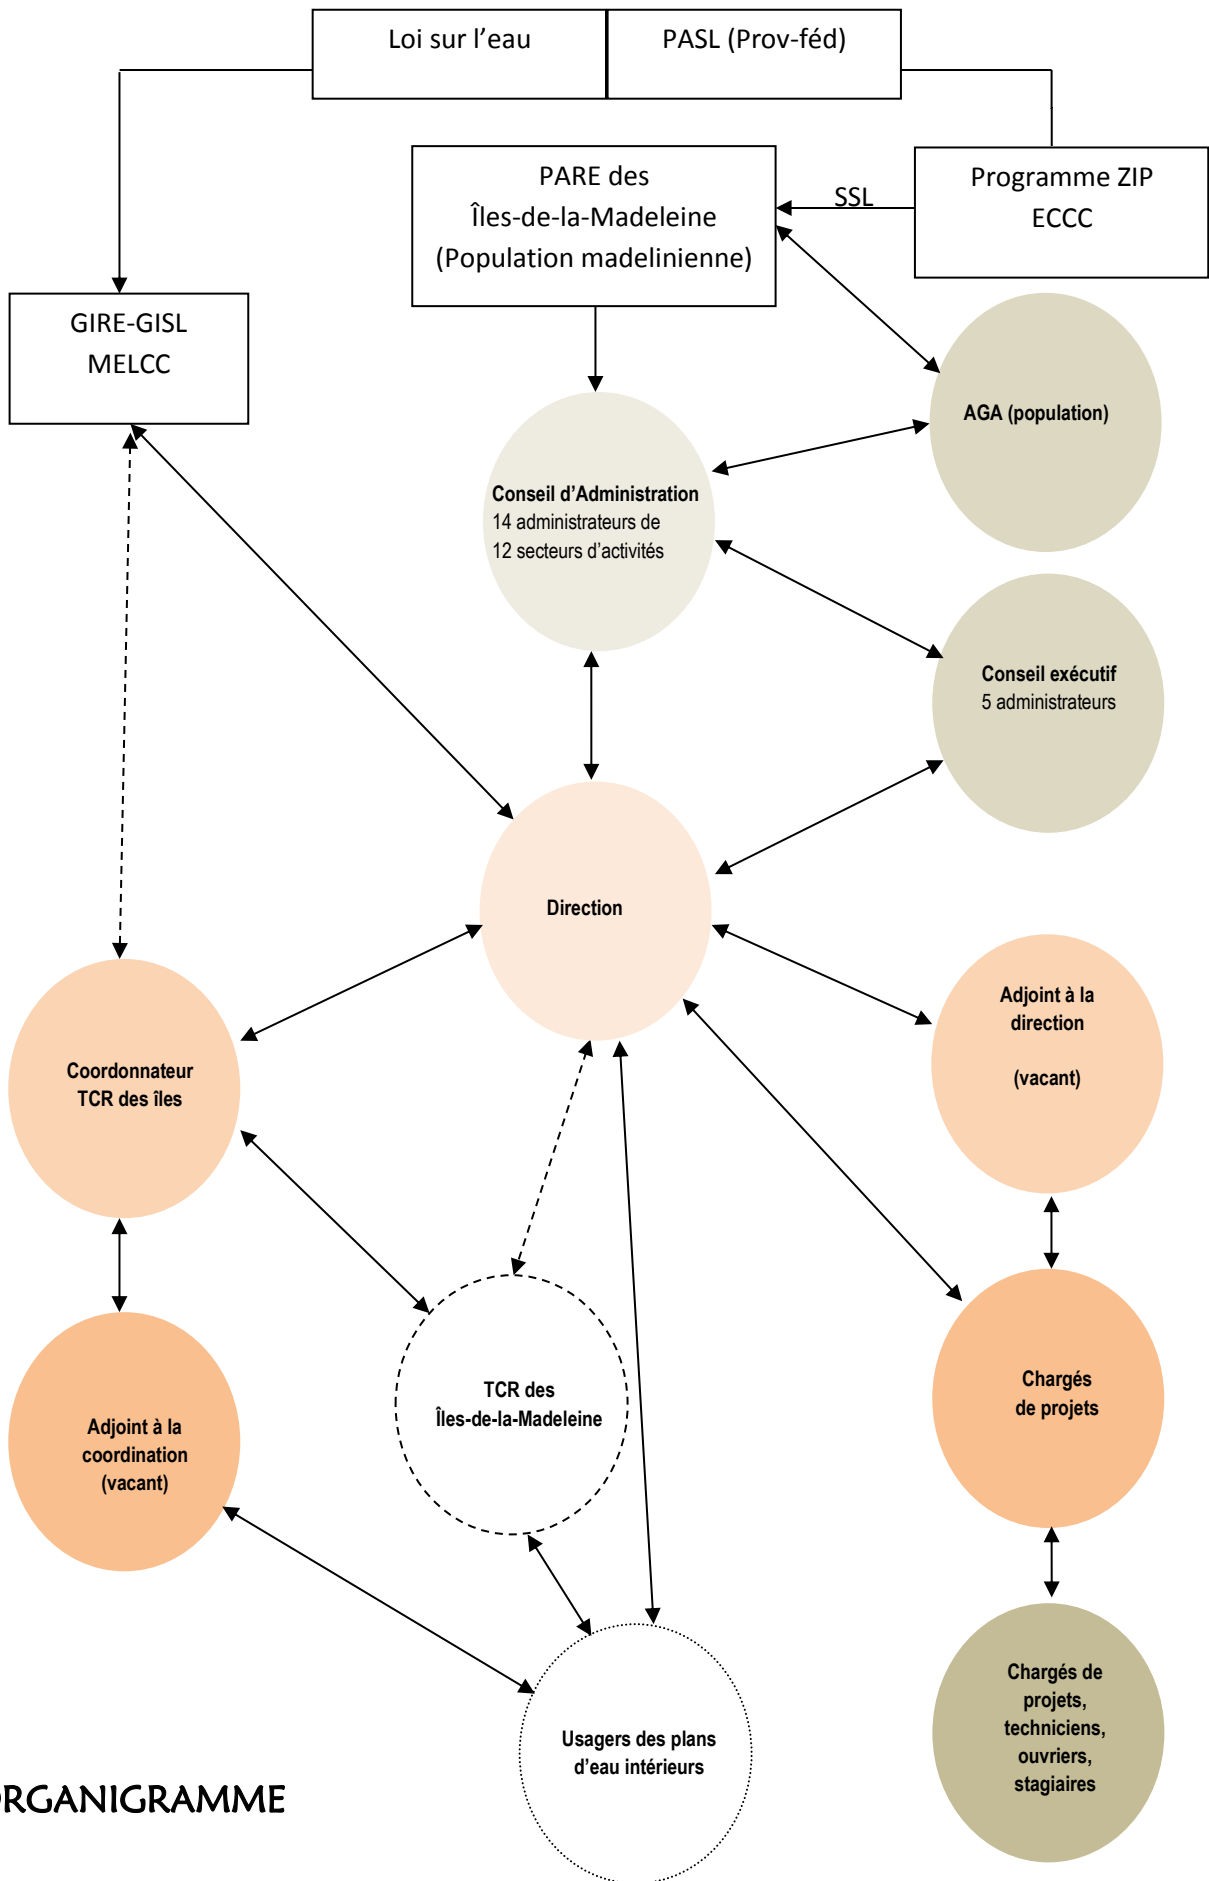 Loi sur l’eau
PASL (Prov-féd)
PARE des
Îles-de-la-Madeleine
(Population madelinienne)
SSL
Programme ZIP
ECCC
GIRE-GISL
MELCC
AGA (population)
Conseil d’Administration
14 administrateurs de
12 secteurs d’activités
Conseil exécutif
5 administrateurs
Direction
Adjoint à la
direction
(vacant)
Coordonnateur
TCR des îles
TCR des
Îles-de-la-Madeleine
Chargés
de projets
Adjoint à la
coordination
(vacant)
Chargés de
projets,
techniciens,
ouvriers,
stagiaires
Usagers des plans
d’eau intérieurs
ORGANIGRAMME